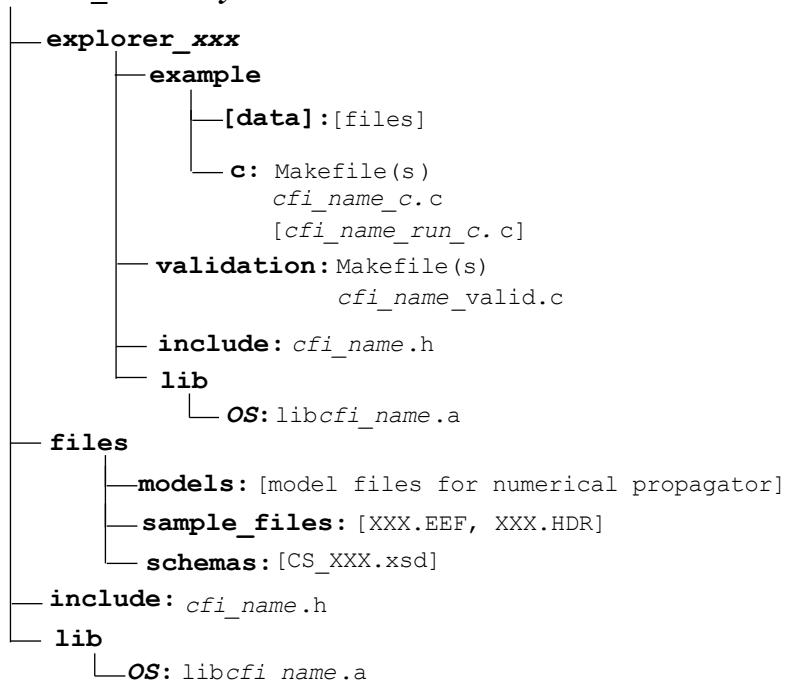 explorer_xxx
example
[data]:[files]
c: Makefile(s)
cfi_name_c.c
[cfi_name_run_c.c]
validation: Makefile(s)
cfi_name_valid.c
include: cfi_name.h
lib
OS: libcfi_name.a
files
models: [model files for numerical propagator]
sample_files: [XXX.EEF, XXX.HDR]
schemas: [CS_XXX.xsd]
include: cfi_name.h
lib
OS: libcfi_name.a